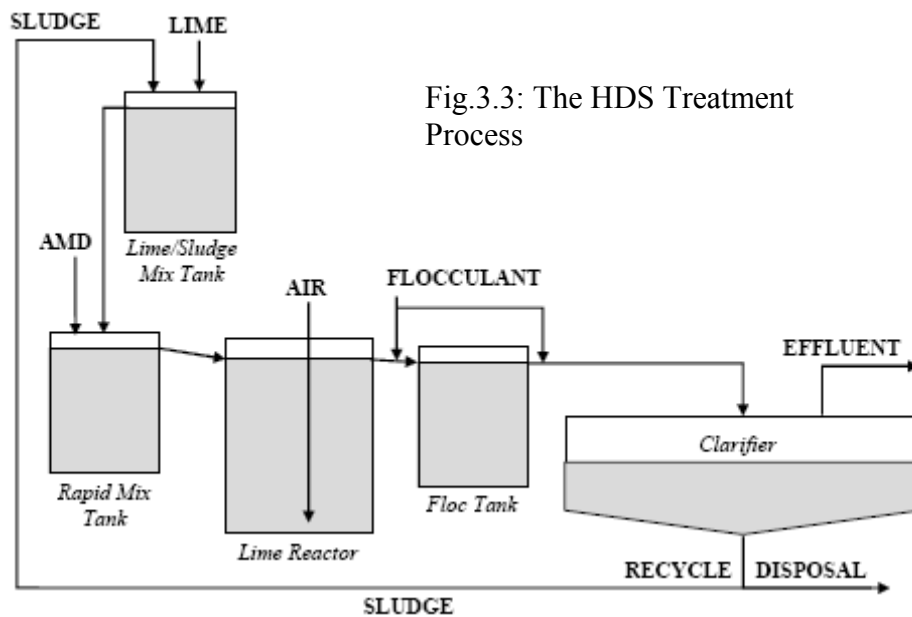 SLUDGE
LIME
Fig.3.3: The HDS Treatment
Process
Lime/Sludge
Mix Tank
AMD
AIR
FLOCCULANT
EFFLUENT
Clarifier
Rapid Mix
Tank
Lime Reactor
Floc Tank
RECYCLE
DISPOSAL
SLUDGE